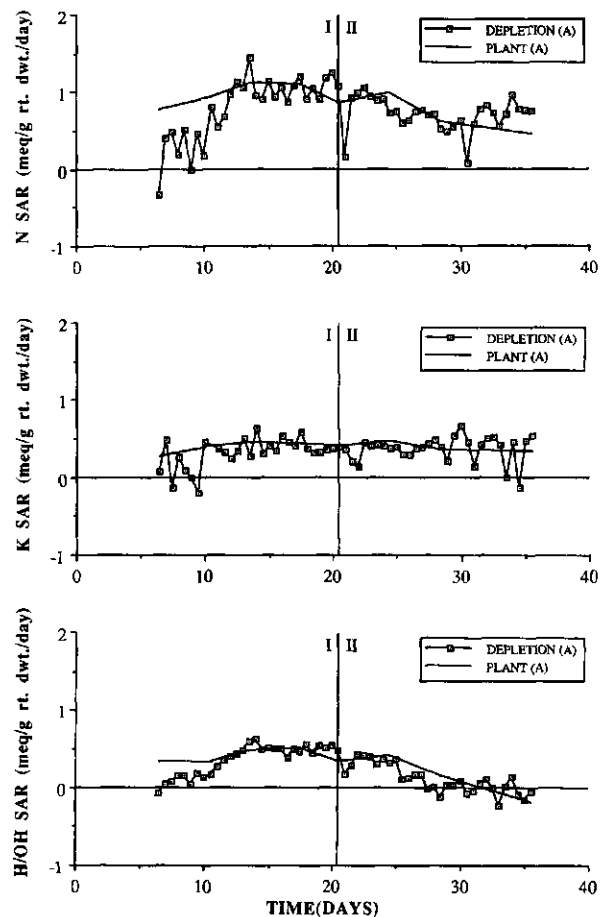 N SAR (meq/g rt. dwt./day)
2
1
0
-1
I II
DEPLETION (A)
PLANT (A)
0 10 20 30 40
K SAR (meq/g rt. dwt./day)
2
1
0
-1
I II
DEPLETION (A)
PLANT (A)
0 10 20 30 40
H/OH SAR (meq/g rt. dwt./day)
2
1
0
-1
I II
DEPLETION (A)
PLANT (A)
0 10 20 30 40
TIME(DAYS)